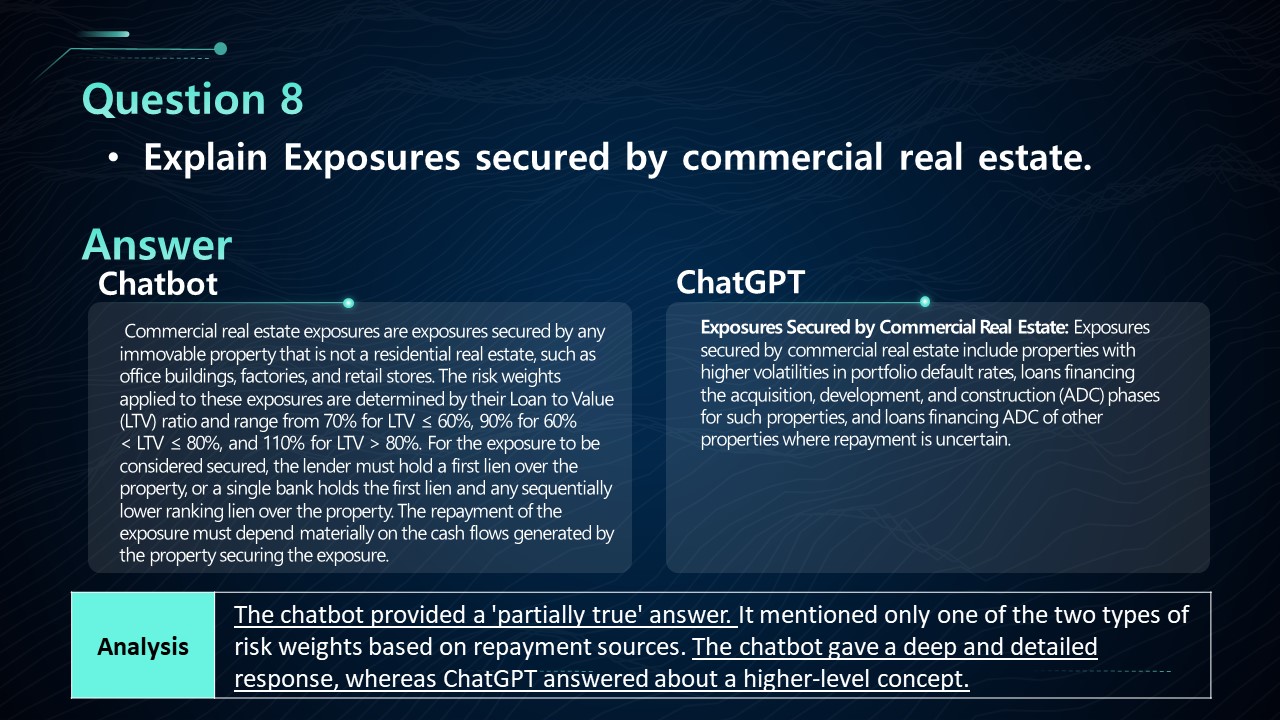 Question 8
• Explain Exposures secured by commercial real estate.
Answer
Chatbot
Commercial real estate exposures are exposures secured by any
immovable property that is not a residential real estate, such as
office buildings, factories, and retail stores. The risk weights
applied to these exposures are determined by their Loan to Value
(LTV) ratio and range from 70% for LTV ≤ 60%, 90% for 60%
< LTV ≤ 80%, and 110% for LTV > 80%. For the exposure to be
considered secured, the lender must hold a first lien over the
property, or a single bank holds the first lien and any sequentially
lower ranking lien over the property. The repayment of the
exposure must depend materially on the cash flows generated by
the property securing the exposure.
ChatGPT
Exposures Secured by Commercial Real Estate: Exposures
secured by commercial real estate include properties with
higher volatilities in portfolio default rates, loans financing
the acquisition, development, and construction (ADC) phases
for such properties, and loans financing ADC of other
properties where repayment is uncertain.
Analysis
The chatbot provided a 'partially true' answer. It mentioned only one of the two types of
risk weights based on repayment sources. The chatbot gave a deep and detailed
response, whereas ChatGPT answered about a higher-level concept.